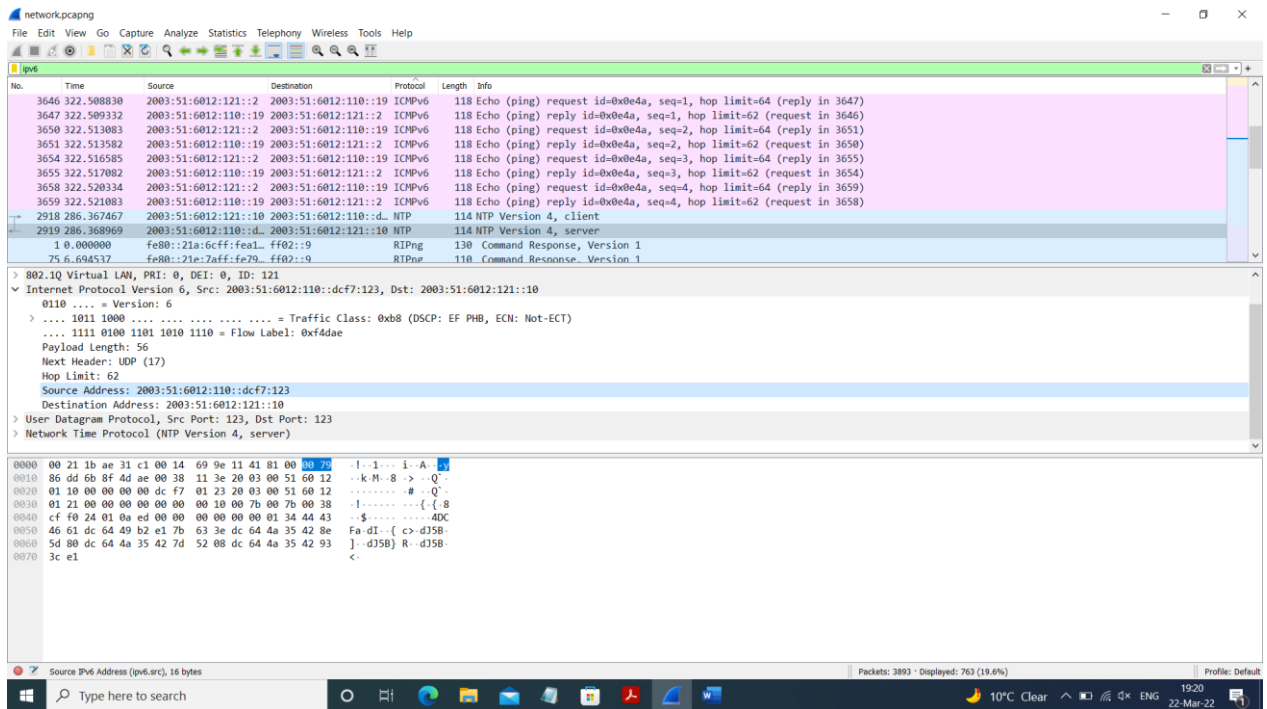 network.pcapng
File Edit View Go Capture Analyze Statistics Telephony Wireless Tools Help
ipv6
No. Time Source Destination Protocol Length Info
3646 322.508830 2003:51:6012:121::2 2003:51:6012:110::19 ICMPv6 118 Echo (ping) request id=0x0e4a, seq=1, hop limit=64 (reply in 3647)
3647 322.509332 2003:51:6012:110::19 2003:51:6012:121::2 ICMPv6 118 Echo (ping) reply id=0x0e4a, seq=1, hop limit=62 (request in 3646)
3650 322.513083 2003:51:6012:121::2 2003:51:6012:110::19 ICMPv6 118 Echo (ping) request id=0x0e4a, seq=2, hop limit=64 (reply in 3651)
3651 322.513582 2003:51:6012:110::19 2003:51:6012:121::2 ICMPv6 118 Echo (ping) reply id=0x0e4a, seq=2, hop limit=62 (request in 3650)
3654 322.516585 2003:51:6012:121::2 2003:51:6012:110::19 ICMPv6 118 Echo (ping) request id=0x0e4a, seq=3, hop limit=64 (reply in 3655)
3655 322.517082 2003:51:6012:110::19 2003:51:6012:121::2 ICMPv6 118 Echo (ping) reply id=0x0e4a, seq=3, hop limit=62 (request in 3654)
3658 322.520334 2003:51:6012:121::2 2003:51:6012:110::19 ICMPv6 118 Echo (ping) request id=0x0e4a, seq=4, hop limit=64 (reply in 3659)
3659 322.521083 2003:51:6012:110::19 2003:51:6012:121::2 ICMPv6 118 Echo (ping) reply id=0x0e4a, seq=4, hop limit=62 (request in 3658)
2918 286.367467 2003:51:6012:121::10 2003:51:6012:110::d… NTP 114 NTP Version 4, client
2919 286.368969 2003:51:6012:110::d… 2003:51:6012:121::10 NTP 114 NTP Version 4, server
1 0.000000 fe80::21a:6cff:fea1… ff02::9 RIPng 130 Command Response, Version 1
75 6.694537 fe80::21e:7aff:fe79… ff02::9 RIPng 110 Command Response, Version 1
> 802.1Q Virtual LAN, PRI: 0, DEI: 0, ID: 121
Internet Protocol Version 6, Src: 2003:51:6012:110::dcf7:123, Dst: 2003:51:6012:121::10
0110 .... = Version: 6
> .... 1011 1000 .... .... .... .... .... = Traffic Class: 0xb8 (DSCP: EF PHB, ECN: Not-ECT)
.... 1111 0100 1101 1010 1110 = Flow Label: 0xf4dae
Payload Length: 56
Next Header: UDP (17)
Hop Limit: 62
Source Address: 2003:51:6012:110::dcf7:123
Destination Address: 2003:51:6012:121::10
> User Datagram Protocol, Src Port: 123, Dst Port: 123
> Network Time Protocol (NTP Version 4, server)
0000 00 21 1b ae 31 c1 00 14 69 9e 11 41 81 00 00 79 ·!··1··· i··A···y
0010 86 dd 6b 8f 4d ae 00 38 11 3e 20 03 00 51 60 12 ··k·M··8 ·> ··Q`·
0020 01 10 00 00 00 00 dc f7 01 23 20 03 00 51 60 12 ········ ·# ··Q`·
0030 01 21 00 00 00 00 00 00 00 10 00 7b 00 7b 00 38 ·!······ ···{·{·8
0040 cf f0 24 01 0a ed 00 00 00 00 00 00 01 34 44 43 ··$····· ·····4DC
0050 46 61 dc 64 49 b2 e1 7b 63 3e dc 64 4a 35 42 8e Fa·dI··{ c>·dJ5B·
0060 5d 80 dc 64 4a 35 42 7d 52 08 dc 64 4a 35 42 93 ]··dJ5B} R··dJ5B·
0070 3c e1 <·
Source IPv6 Address (ipv6.src), 16 bytes Packets: 3893 · Displayed: 763 (19.6%) Profile: Default
Type here to search 10°C Clear ENG 19:20
22-Mar-22